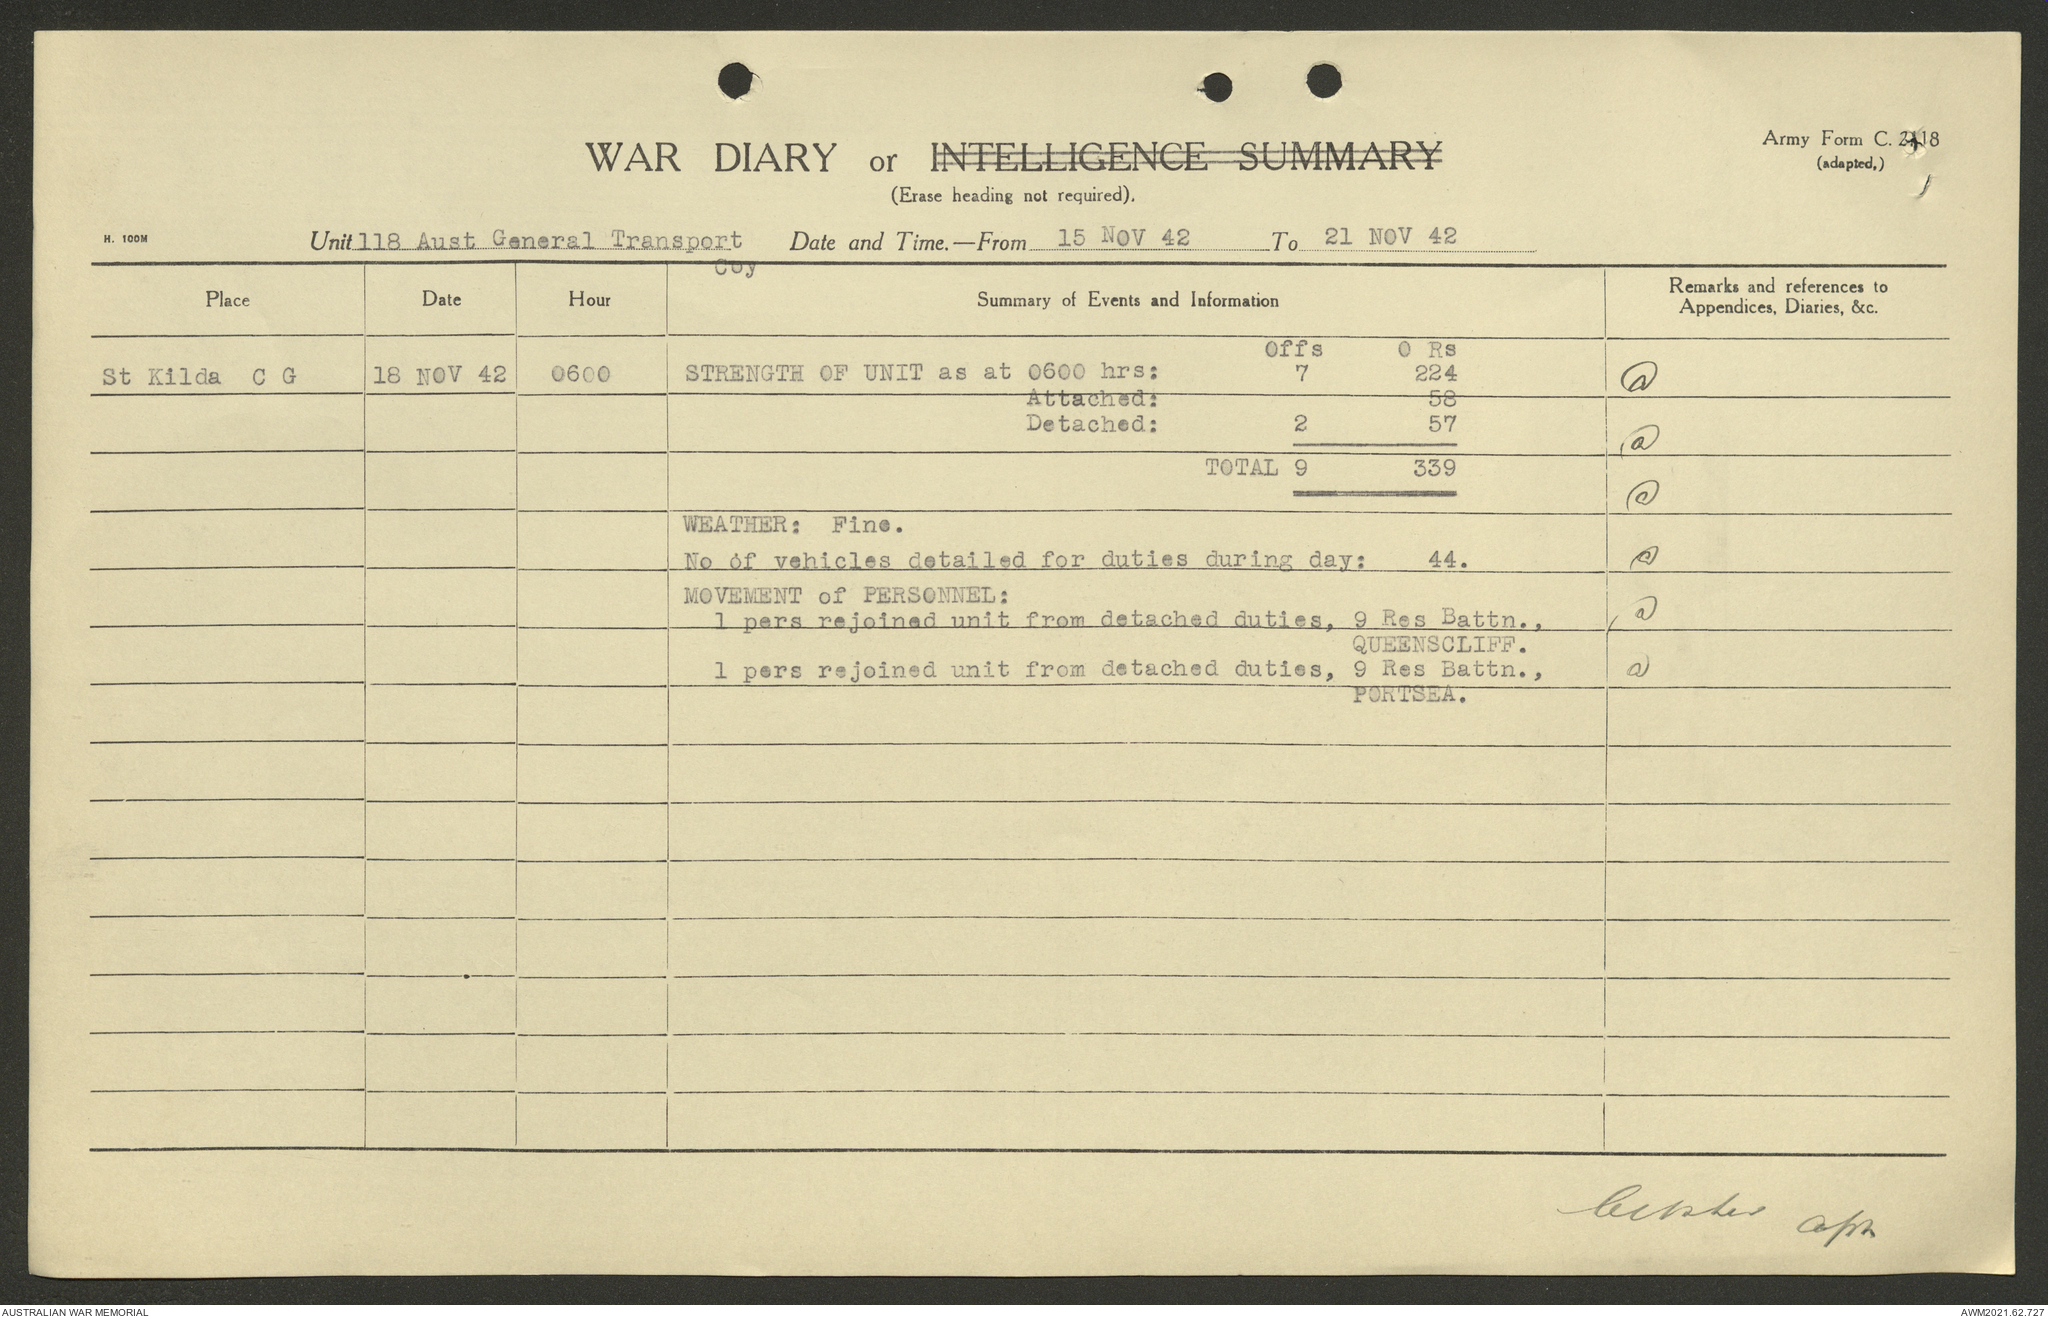 Army Form C. 2118
(adapted.)
WAR DIARY or INTELLIGENCE SUMMARY
(Erase heading not required).
H. 100M
Unit 118 Aust General Transport Coy Date and Time.—From 15 NOV 42 To 21 NOV 42
Place Date Hour Summary of Events and Information Remarks and references to Appendices, Diaries, &c.
Offs O Rs
St Kilda C G 18 NOV 42 0600 STRENGTH OF UNIT as at 0600 hrs: 7 224
Attached: 58
Detached: 2 57
TOTAL 9 339
WEATHER: Fine.
No of vehicles detailed for duties during day: 44.
MOVEMENT of PERSONNEL:
1 pers rejoined unit from detached duties, 9 Res Battn.,
QUEENSCLIFF.
1 pers rejoined unit from detached duties, 9 Res Battn.,
PORTSEA.
Capt
AUSTRALIAN WAR MEMORIAL
AWM2021.62.727